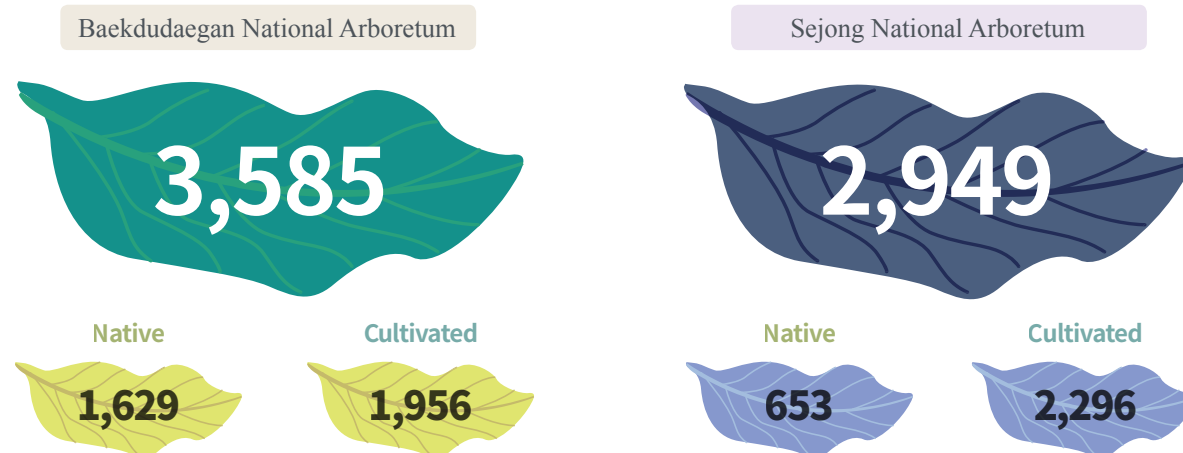 Baekdudaegan National Arboretum
3,585
Native
Cultivated
1,629
1,956
Sejong National Arboretum
2,949
Native
Cultivated
653
2,296